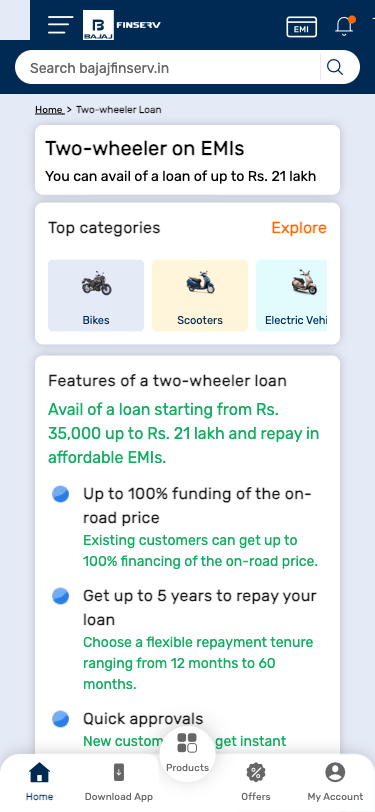 BAJAJ
FINSERV
EMI
Search bajajfinserv.in
Home > Two-wheeler Loan
Two-wheeler on EMIs
You can avail of a loan of up to Rs. 21 lakh
Top categories
Explore
Bikes
Scooters
Electric Vehi
Features of a two-wheeler loan
Avail of a loan starting from Rs.
35,000 up to Rs. 21 lakh and repay in
affordable EMIs.
Up to 100% funding of the on-
road price
Existing customers can get up to
100% financing of the on-road price.
Get up to 5 years to repay your
loan
Choose a flexible repayment tenure
ranging from 12 months to 60
months.
Quick approvals
New custom get instant
Home
Download App
Products
Offers
My Account